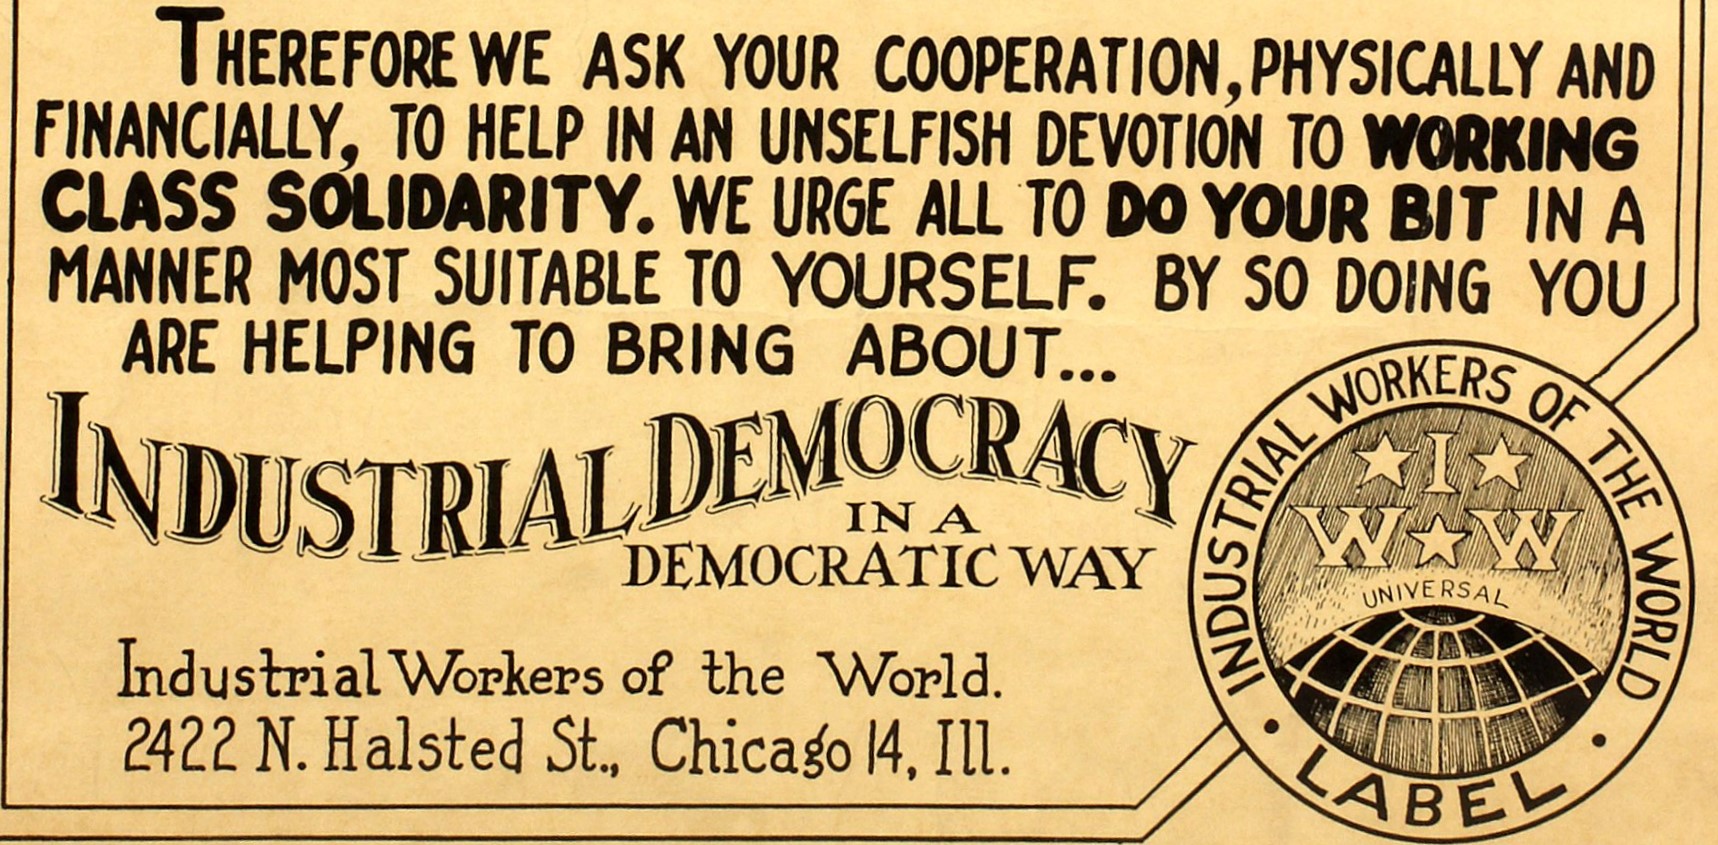 THEREFORE WE ASK YOUR COOPERATION, PHYSICALLY AND
FINANCIALLY, TO HELP IN AN UNSELFISH DEVOTION TO WORKING
CLASS SOLIDARITY. WE URGE ALL TO DO YOUR BIT IN A
MANNER MOST SUITABLE TO YOURSELF. BY SO DOING YOU
ARE HELPING TO BRING ABOUT...
INDUSTRIAL DEMOCRACY
IN A
DEMOCRATIC WAY
Industrial Workers of the World.
2422 N. Halsted St., Chicago 14, Ill.
INDUSTRIAL WORKERS OF THE WORLD
I
W W
UNIVERSAL
LABEL